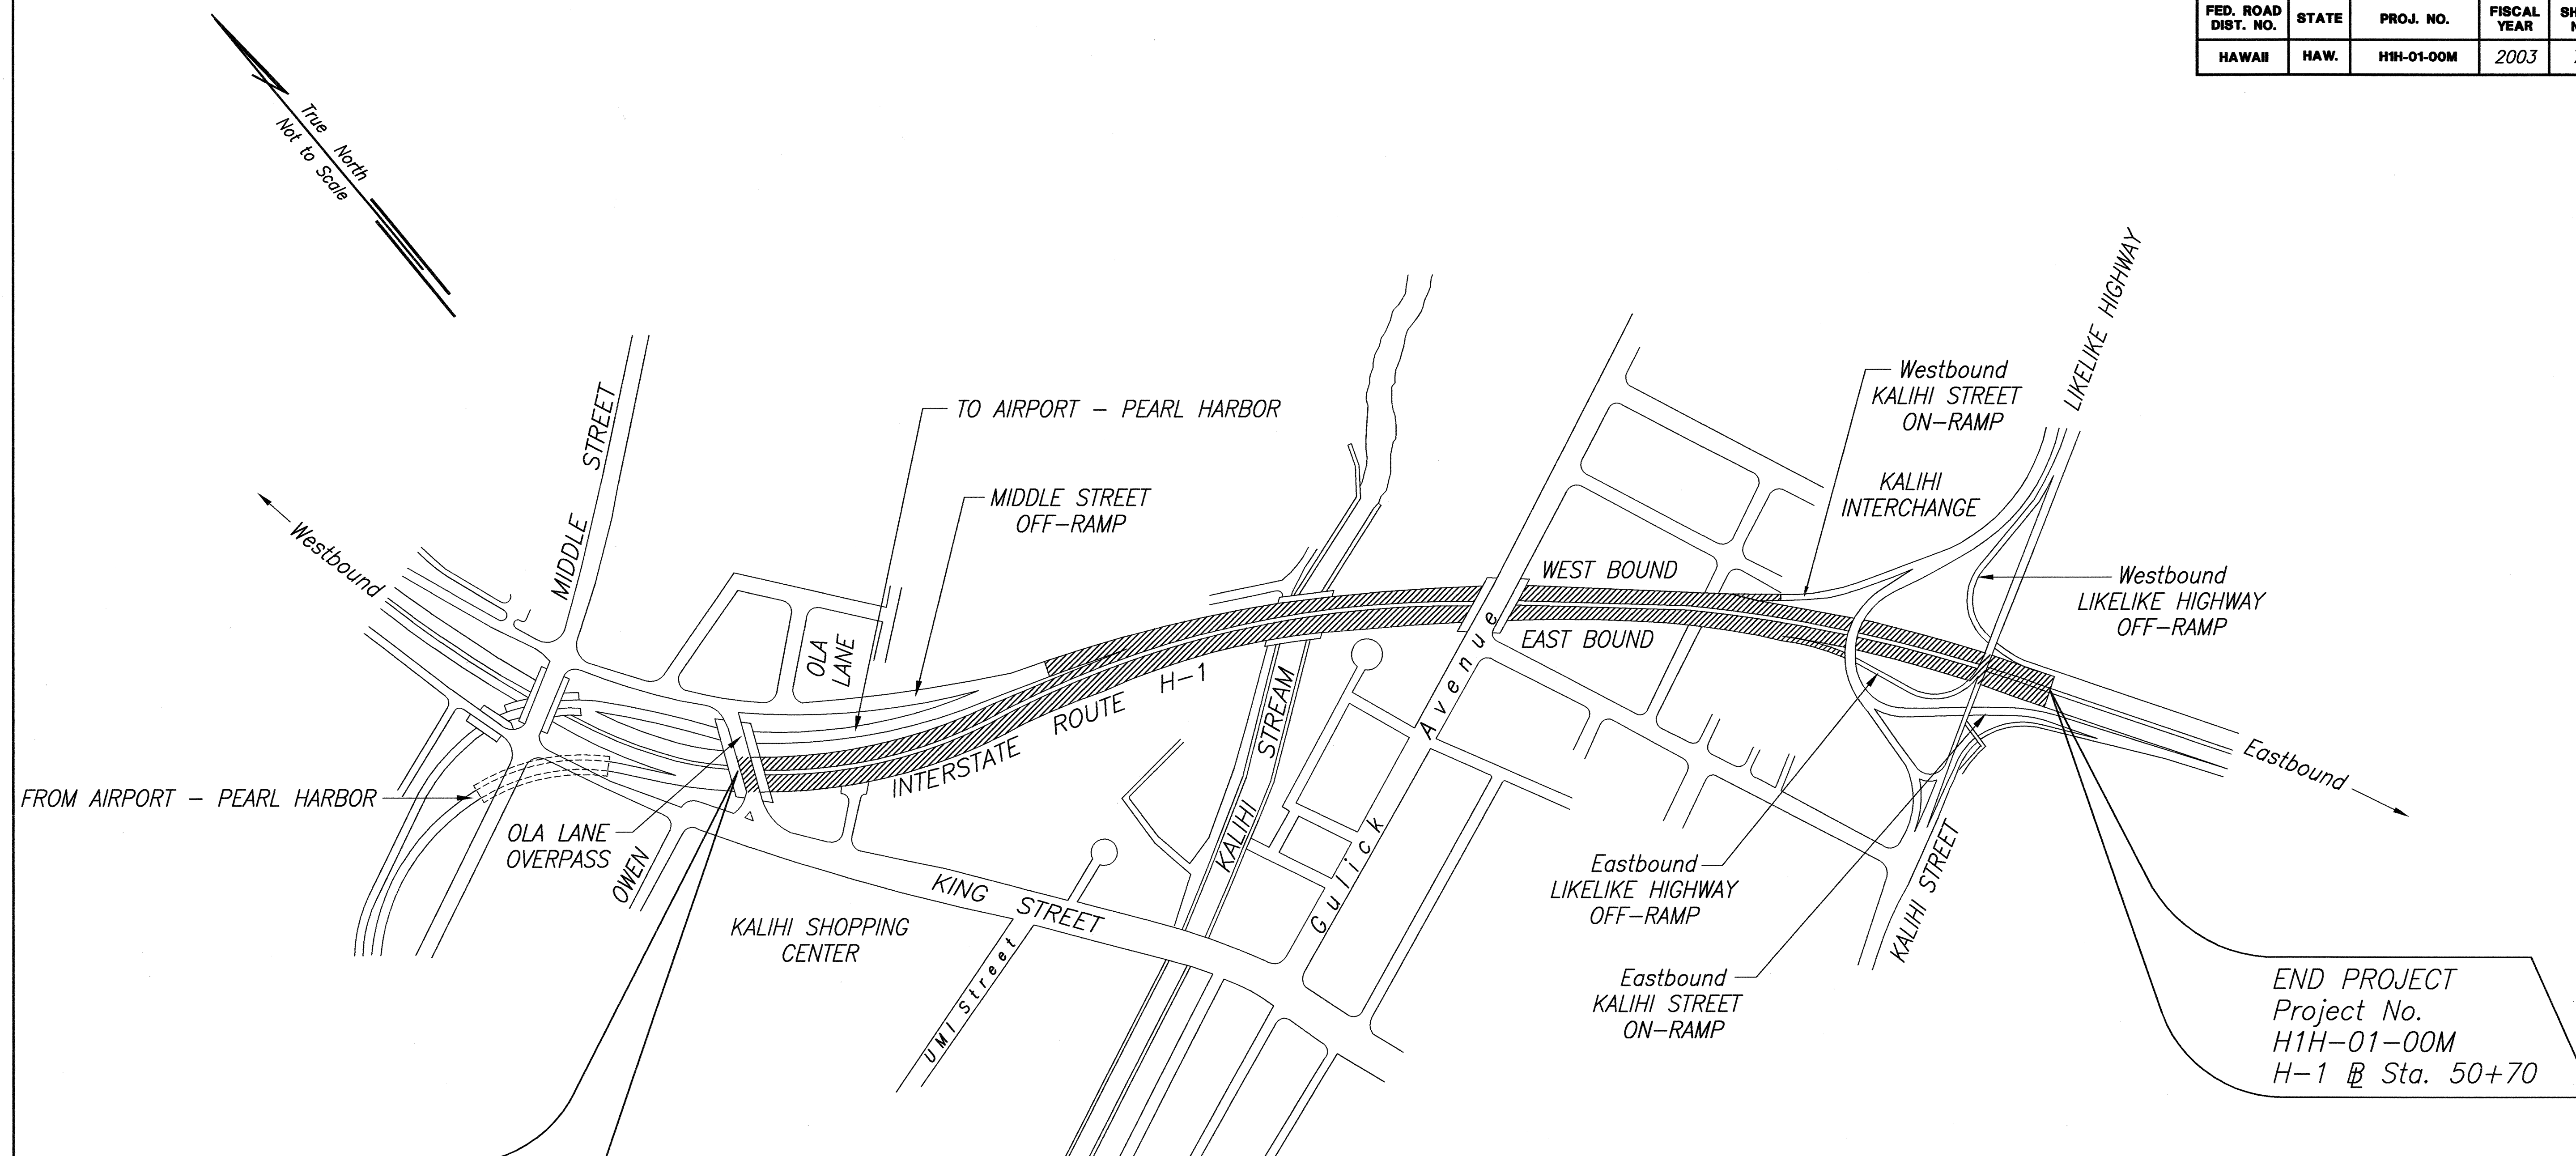 FED. ROAD
DIST. NO.
STATE
PROJ. NO.
FISCAL
YEAR
HAWAII
HAW.
H1H-01-00M
2003
True North
Not to Scale
LIKELIKE HIGHWAY
Westbound
KALIHI STREET
ON-RAMP
TO AIRPORT - PEARL HARBOR
MIDDLE STREET
KALIHI
INTERCHANGE
MIDDLE STREET
OFF-RAMP
Westbound
WEST BOUND
Westbound
LIKELIKE HIGHWAY
OFF-RAMP
EAST BOUND
OLA
LANE
INTERSTATE ROUTE H-1
KALIHI STREAM
Gulick Avenue
Eastbound
FROM AIRPORT - PEARL HARBOR
OLA LANE
OVERPASS
OWEN
KING STREET
KALIHI SHOPPING
CENTER
UMI Street
Eastbound
LIKELIKE HIGHWAY
OFF-RAMP
KALIHI STREET
Eastbound
KALIHI STREET
ON-RAMP
END PROJECT
Project No.
H1H-01-00M
H-1 BL Sta. 50+70